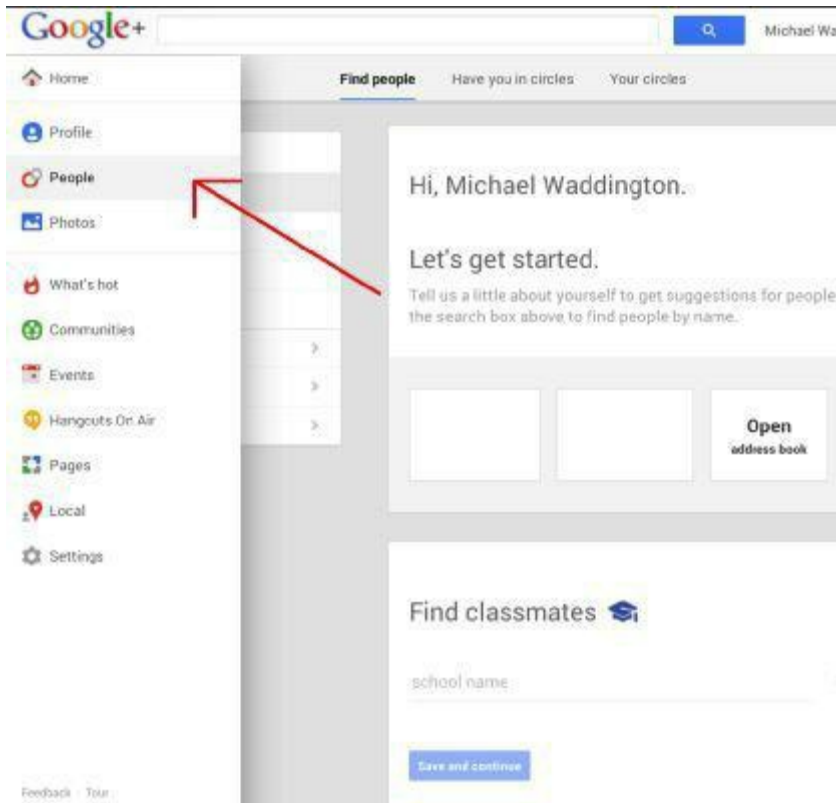 Google+
Michael Wa
Home
Find people Have you in circles Your circles
Profile
People
Photos
What's hot
Communities
Events
Hangouts On Air
Pages
Local
Settings
Feedback Tour
Hi, Michael Waddington.
Let's get started.
Tell us a little about yourself to get suggestions for people
the search box above to find people by name.
Open
address book
Find classmates
school name
Save and continue